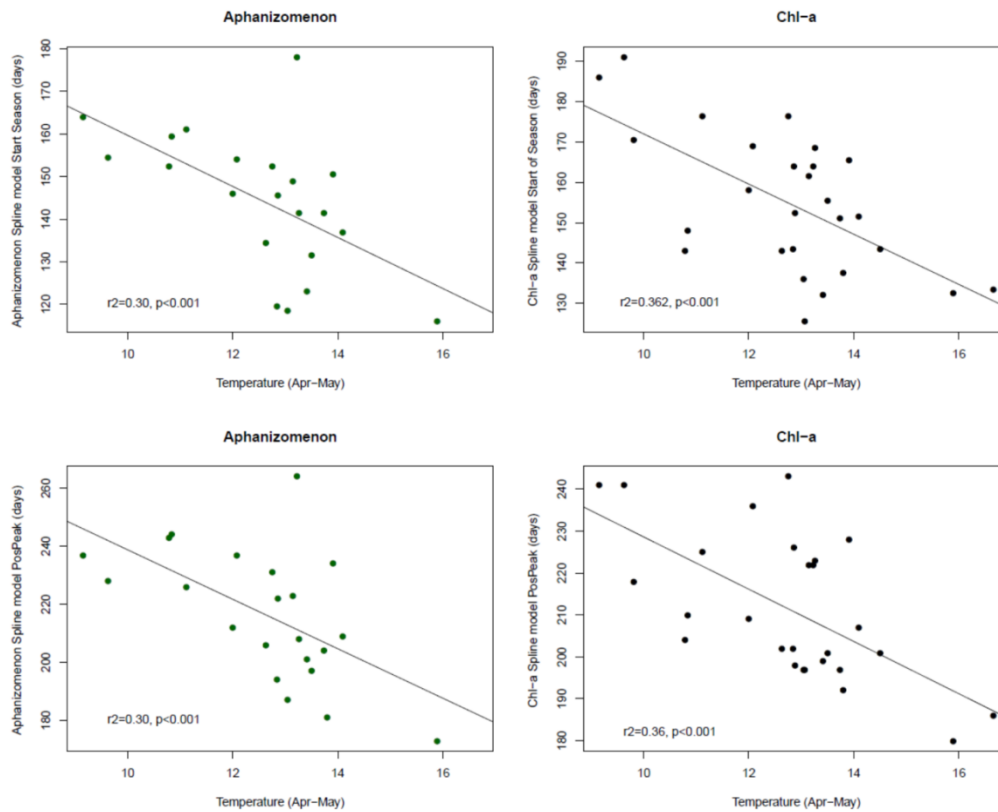 Aphanizomenon
Aphanizomenon Spline model Start Season (days)
180
170
160
150
140
130
120
r2=0.30, p<0.001
10 12 14 16
Temperature (Apr−May)
Chl−a
Chl−a Spline model Start of Season (days)
190
180
170
160
150
140
130
r2=0.362, p<0.001
10 12 14 16
Temperature (Apr−May)
Aphanizomenon
Aphanizomenon Spline model PosPeak (days)
260
240
220
200
180
r2=0.30, p<0.001
10 12 14 16
Temperature (Apr−May)
Chl−a
Chl−a Spline model PosPeak (days)
240
230
220
210
200
190
180
r2=0.36, p<0.001
10 12 14 16
Temperature (Apr−May)